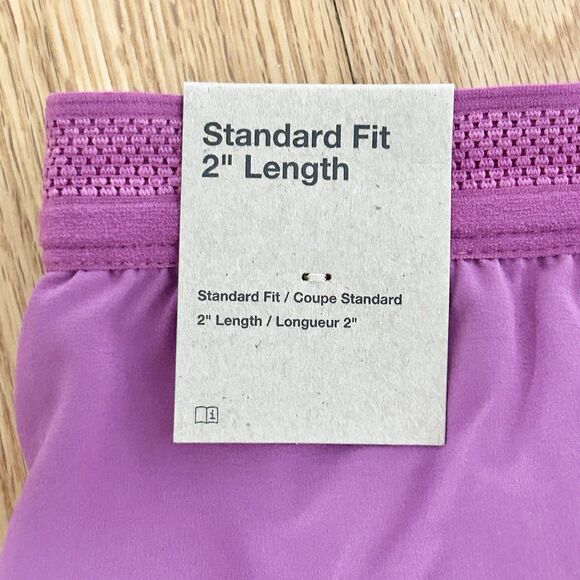 Standard Fit
2" Length
Standard Fit / Coupe Standard
2" Length / Longueur 2"
i